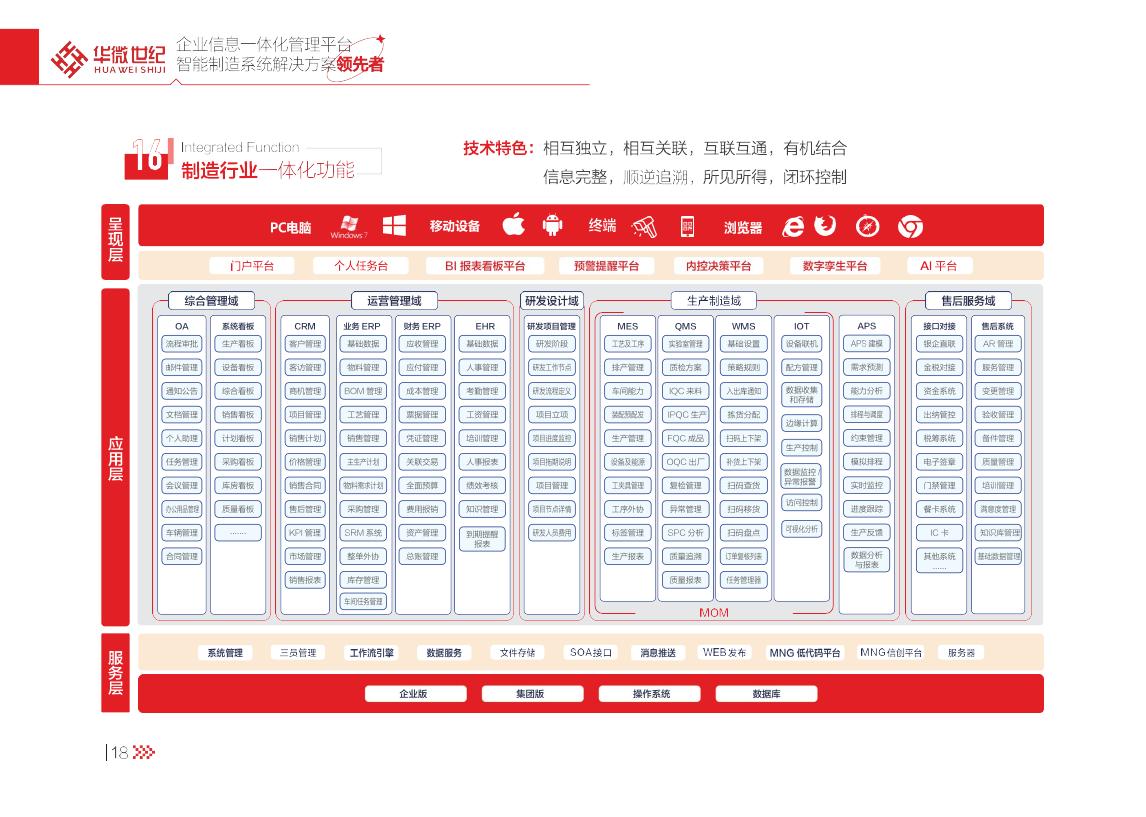 华微世纪
HUA WEI SHIJI
企业信息一体化管理平台
智能制造系统解决方案领先者
16
Integrated Function
制造行业一体化功能
技术特色：相互独立，相互关联，互联互通，有机结合
信息完整，顺逆追溯，所见所得，闭环控制
呈现层
PC电脑 Windows 7 移动设备 终端 浏览器
门户平台 个人任务台 BI 报表看板平台 预警提醒平台 内控决策平台 数字孪生平台 AI 平台
应用层
综合管理域
OA
流程审批
邮件管理
通知公告
文档管理
个人助理
任务管理
会议管理
办公用品管理
车辆管理
合同管理
系统看板
生产看板
设备看板
综合看板
销售看板
计划看板
采购看板
库房看板
质量看板
.......
运营管理域
CRM
客户管理
客访管理
商机管理
项目管理
销售计划
价格管理
销售合同
售后管理
KPI 管理
市场管理
销售报表
业务 ERP
基础数据
物料管理
BOM 管理
工艺管理
销售管理
主生产计划
物料需求计划
采购管理
SRM 系统
整单外协
库存管理
车间任务管理
财务 ERP
应收管理
应付管理
成本管理
票据管理
凭证管理
关联交易
全面预算
费用报销
资产管理
总账管理
EHR
基础数据
人事管理
考勤管理
工资管理
培训管理
人事报表
绩效考核
知识管理
到期提醒
报表
研发设计域
研发项目管理
研发阶段
研发工作节点
研发流程定义
项目立项
项目进度监控
项目拖期说明
项目管理
项目节点详情
研发人员费用
生产制造域
MES
工艺及工序
排产管理
车间能力
装配预配发
生产管理
设备及能源
工夹具管理
工序外协
标签管理
生产报表
QMS
实验室管理
质检方案
IQC 来料
IPQC 生产
FQC 成品
OQC 出厂
复检管理
异常管理
SPC 分析
质量追溯
质量报表
WMS
基础设置
策略规则
入出库通知
拣货分配
扫码上下架
补货上下架
扫码查货
扫码移货
扫码盘点
订单复核列表
任务管理器
IOT
设备联机
配方管理
数据收集
和存储
边缘计算
生产控制
数据监控 /
异常报警
访问控制
可视化分析
MOM
APS
APS 建模
需求预测
能力分析
排程与调度
约束管理
模拟排程
实时监控
进度跟踪
生产反馈
数据分析
与报表
售后服务域
接口对接
银企直联
金税对接
资金系统
出纳管控
税筹系统
电子签章
门禁管理
餐卡系统
IC 卡
其他系统
......
售后系统
AR 管理
服务管理
变更管理
验收管理
备件管理
质量管理
培训管理
满意度管理
知识库管理
基础数据管理
服务层
系统管理 三员管理 工作流引擎 数据服务 文件存储 SOA接口 消息推送 WEB发布 MNG 低代码平台 MNG信创平台 服务器
企业版 集团版 操作系统 数据库
18